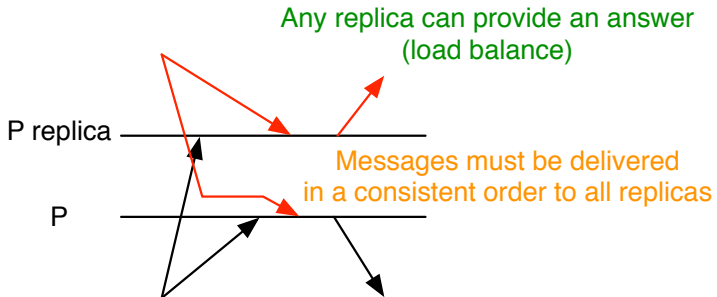 Any replica can provide an answer
(load balance)
P replica
Messages must be delivered
in a consistent order to all replicas
P